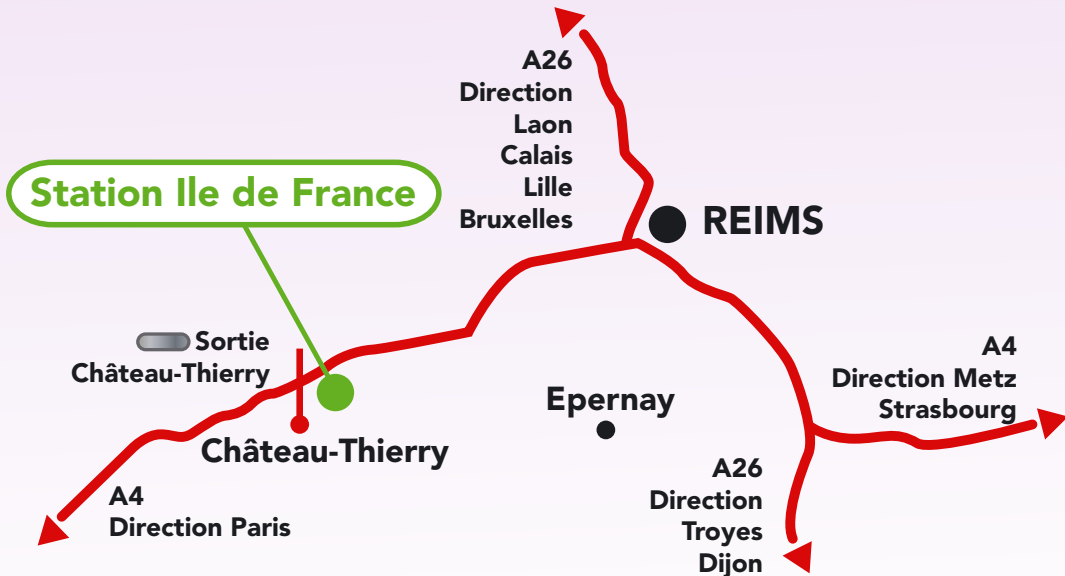 A26
Direction
Laon
Calais
Lille
Bruxelles
Station Ile de France
REIMS
Sortie
Château-Thierry
A4
Direction Metz
Strasbourg
Epernay
Château-Thierry
A4
Direction Paris
A26
Direction
Troyes
Dijon